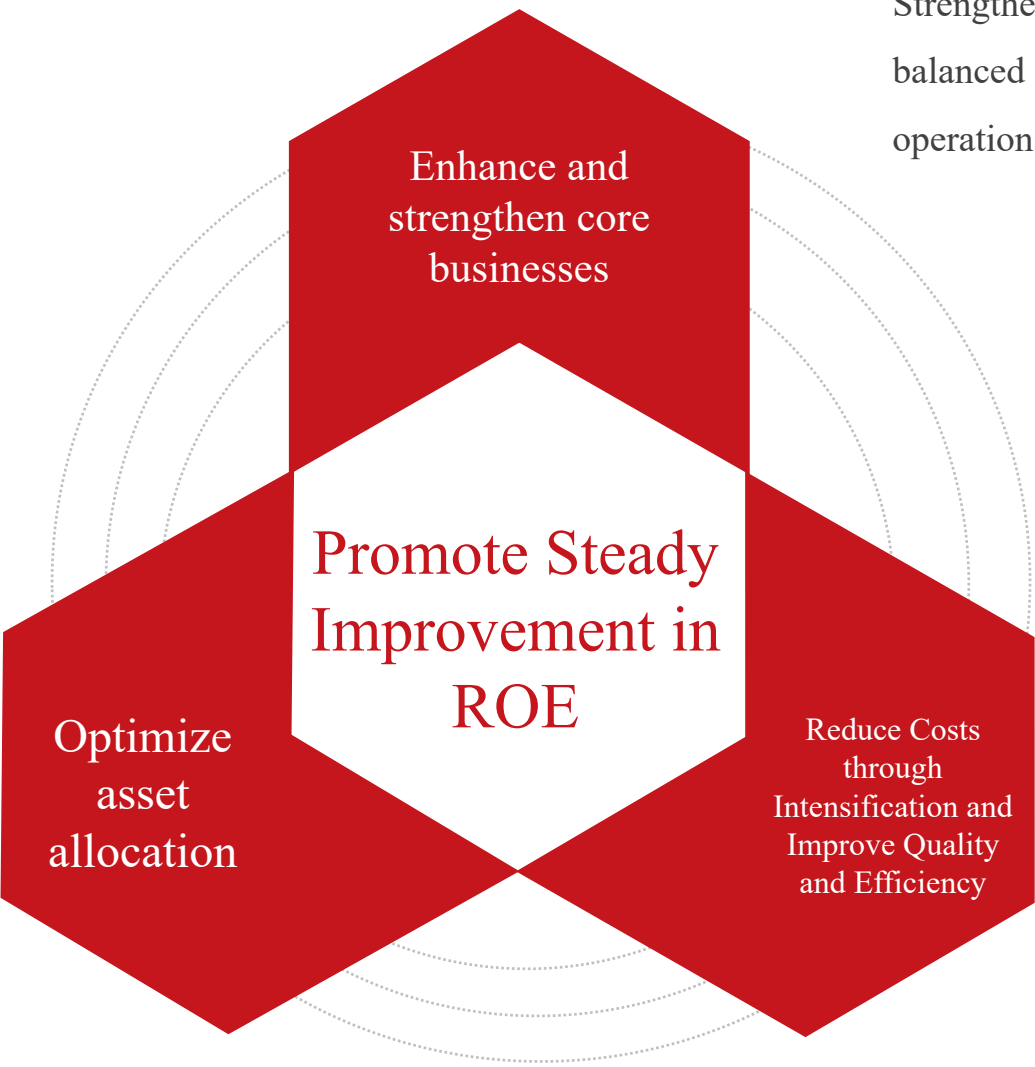 balanced
operation
Enhance and
strengthen core
businesses
Promote Steady
Improvement in
ROE
Optimize
asset
allocation
Reduce Costs
through
Intensification and
Improve Quality
and Efficiency